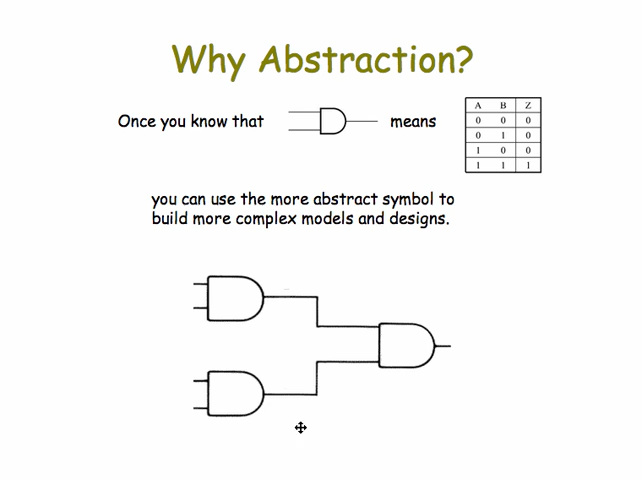 Why Abstraction?
Once you know that means
A B Z
0 0 0
0 1 0
1 0 0
1 1 1
you can use the more abstract symbol to
build more complex models and designs.